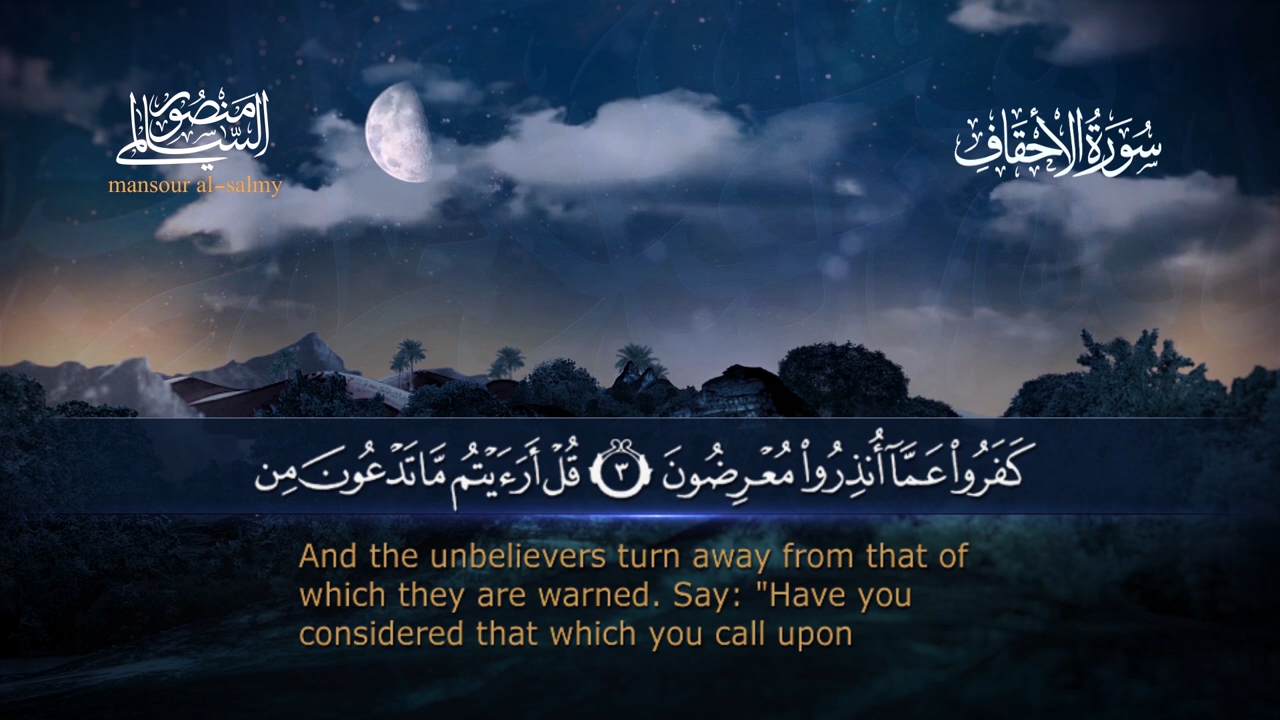 منصور السالمي
mansour al-salmy
سُورَةُ الأَحْقَافِ
كَفَرُوا۟ عَمَّآ أُنذِرُوا۟ مُعْرِضُونَ ٣ قُلْ أَرَءَيْتُم مَّا تَدْعُونَ مِن
And the unbelievers turn away from that of
which they are warned. Say: "Have you
considered that which you call upon